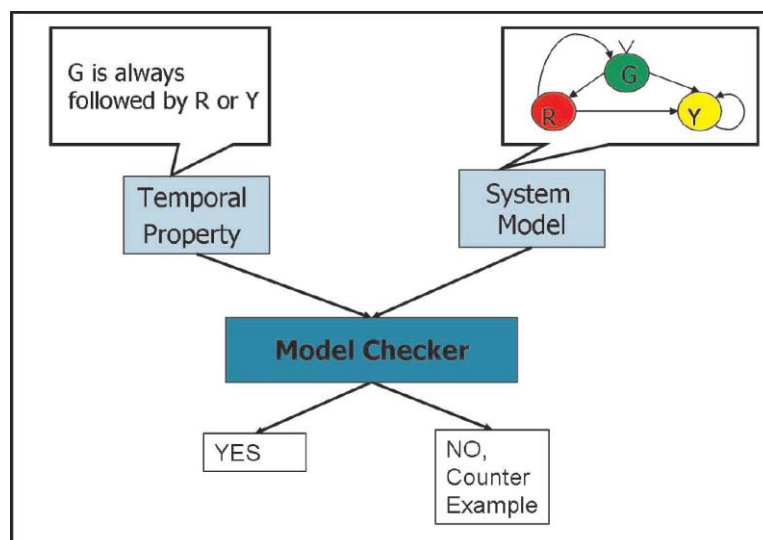 G is always
followed by R or Y
G
R
Y
Temporal
Property
System
Model
Model Checker
YES
NO,
Counter
Example